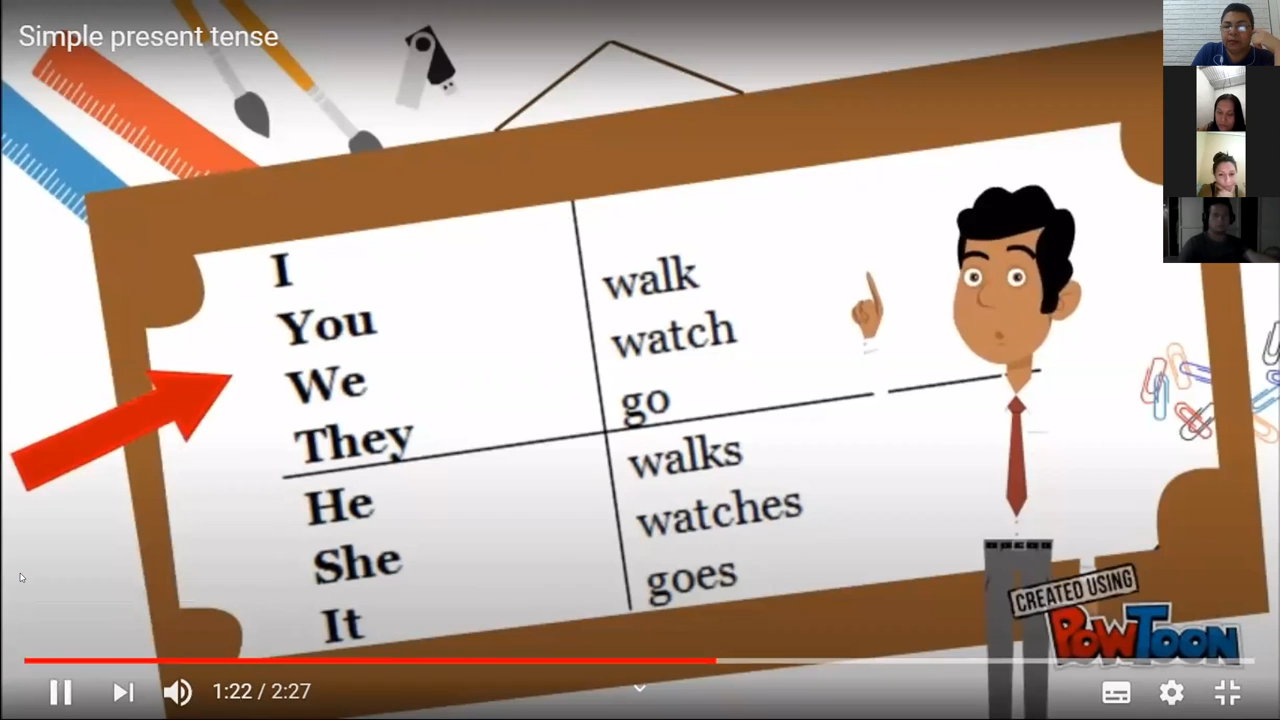 Simple present tense
I
You
We
They
He
She
It
walk
watch
go
walks
watches
goes
CREATED USING
POWTOON
1:22 / 2:27